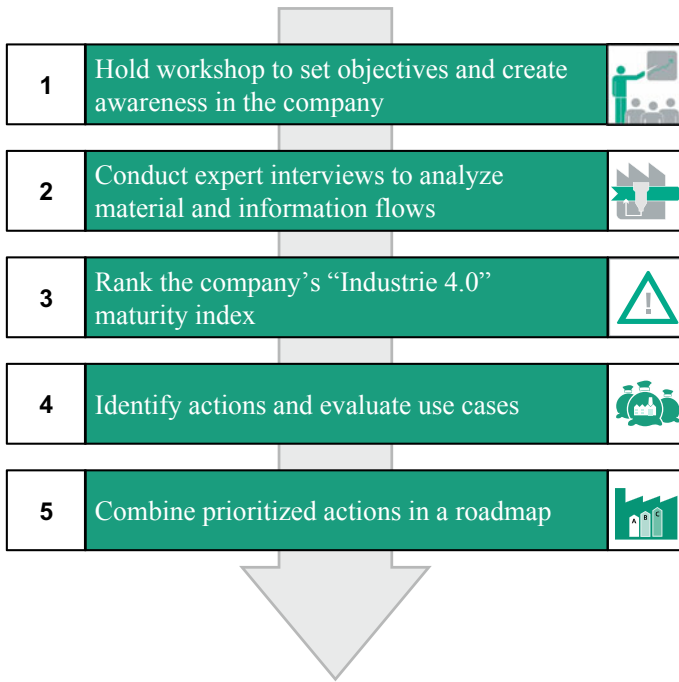 1
Hold workshop to set objectives and create
awareness in the company
2
Conduct expert interviews to analyze
material and information flows
3
Rank the company’s “Industrie 4.0”
maturity index
!
4
Identify actions and evaluate use cases
5
Combine prioritized actions in a roadmap
A B C